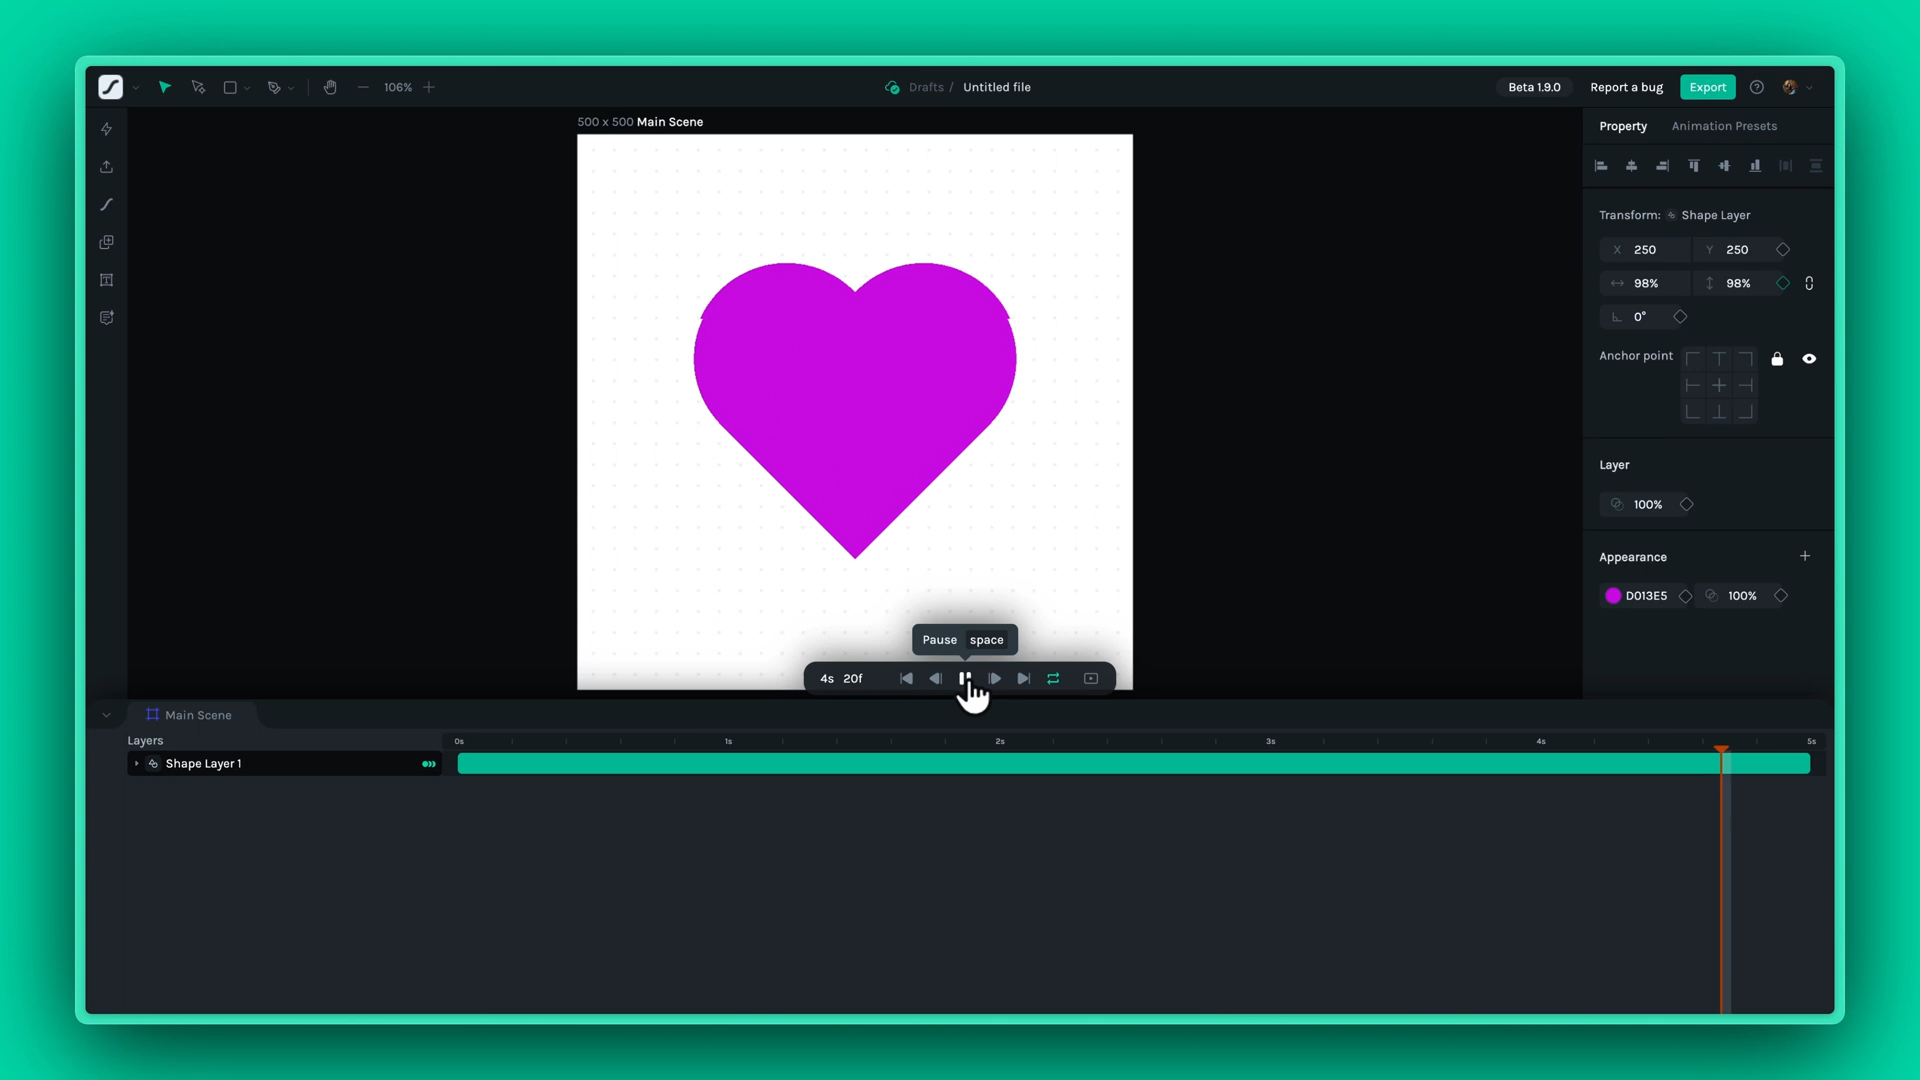 106%
Drafts / Untitled file
Beta 1.9.0
Report a bug
Export
500 x 500 Main Scene
Property
Animation Presets
Transform: Shape Layer
X 250
Y 250
98%
98%
0°
Anchor point
Layer
100%
Appearance
D013E5
100%
Pause space
4s 20f
Main Scene
Layers
0s 1s 2s 3s 4s 5s
Shape Layer 1